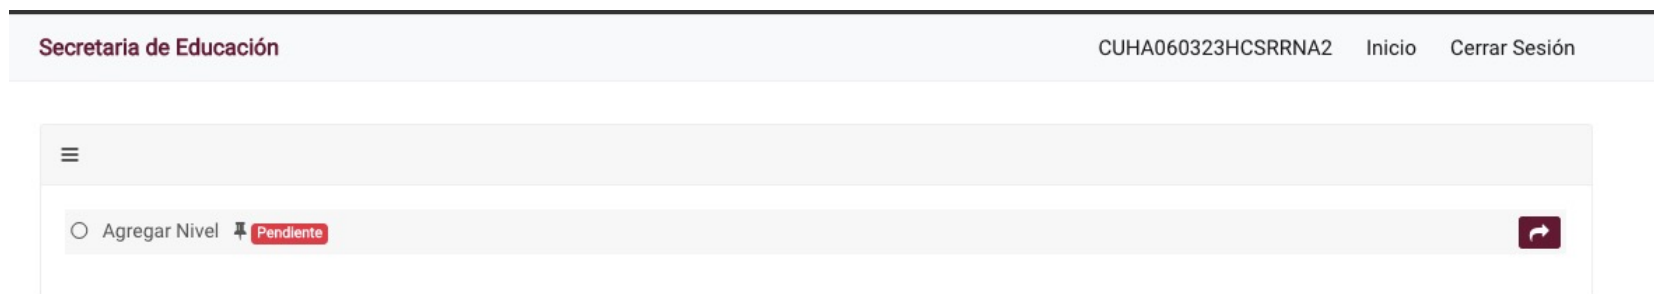 Secretaria de Educación CUHA060323HCSRRNA2 Inicio Cerrar Sesión
Agregar Nivel Pendiente